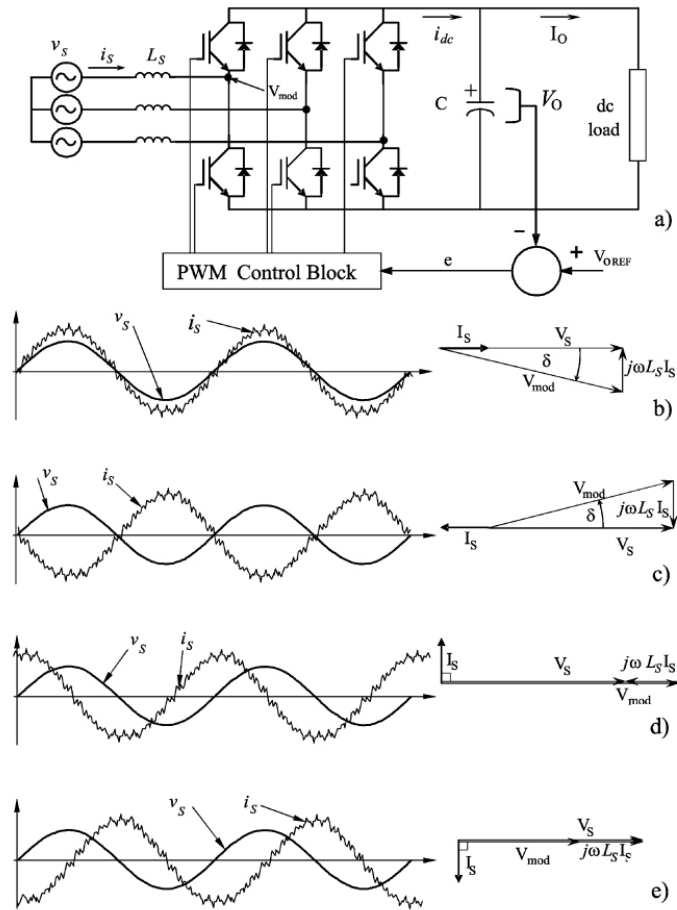 v_S i_S L_S
V_mod
i_dc I_O
C + V_O
dc
load
a)
PWM Control Block
e
− +
V_OREF
v_S i_S
I_S V_S
δ
V_mod
jωL_S I_S
b)
v_S i_S
V_mod
δ
jωL_S I_S
I_S
V_S
c)
v_S i_S
I_S
V_S jωL_S I_S
V_mod
d)
v_S i_S
V_S
I_S V_mod jωL_S I_S
e)